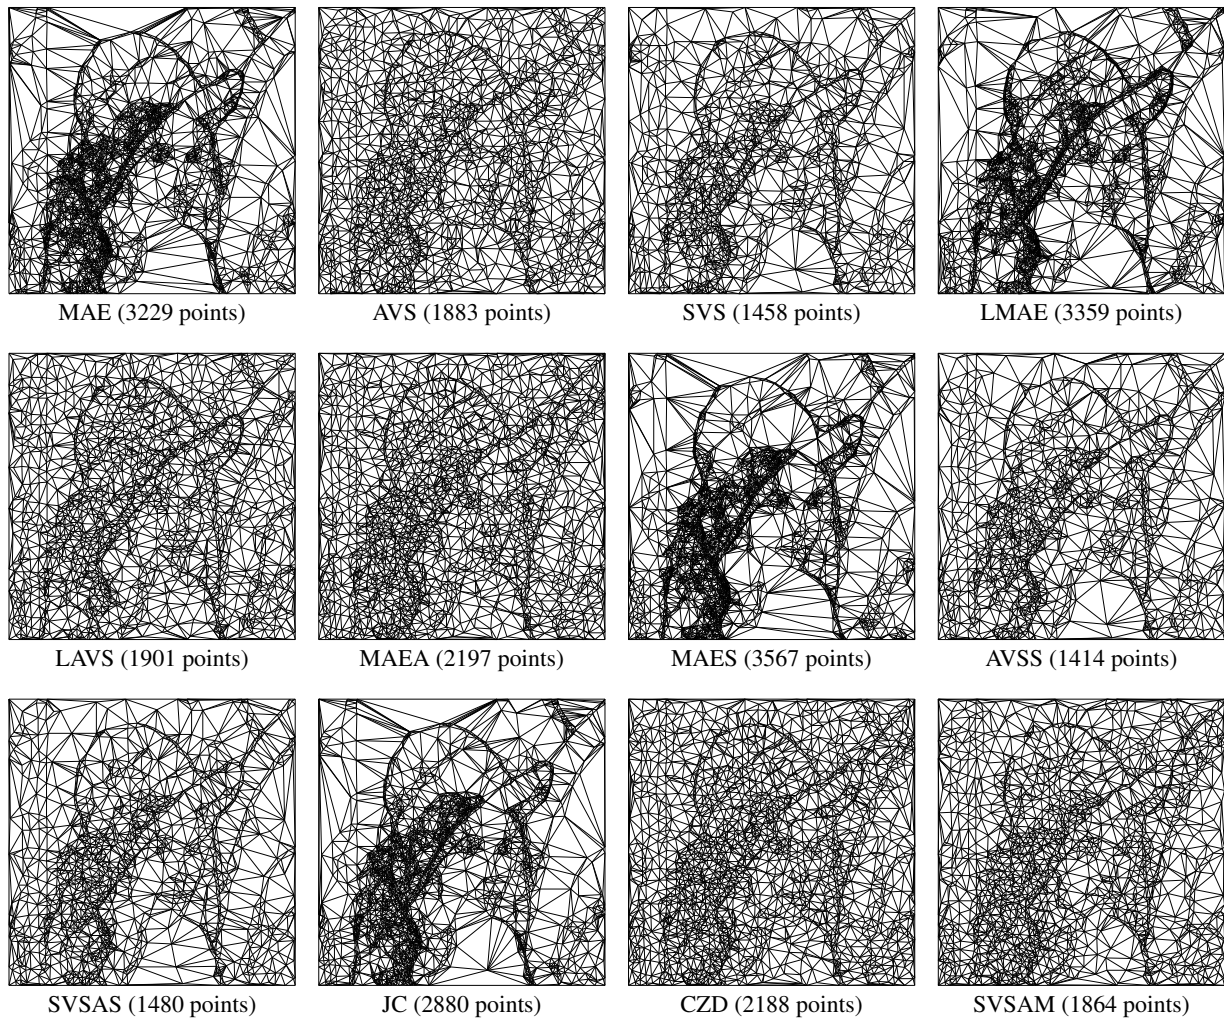 MAE (3229 points)
AVS (1883 points)
SVS (1458 points)
LMAE (3359 points)
LAVS (1901 points)
MAEA (2197 points)
MAES (3567 points)
AVSS (1414 points)
SVSAS (1480 points)
JC (2880 points)
CZD (2188 points)
SVSAM (1864 points)